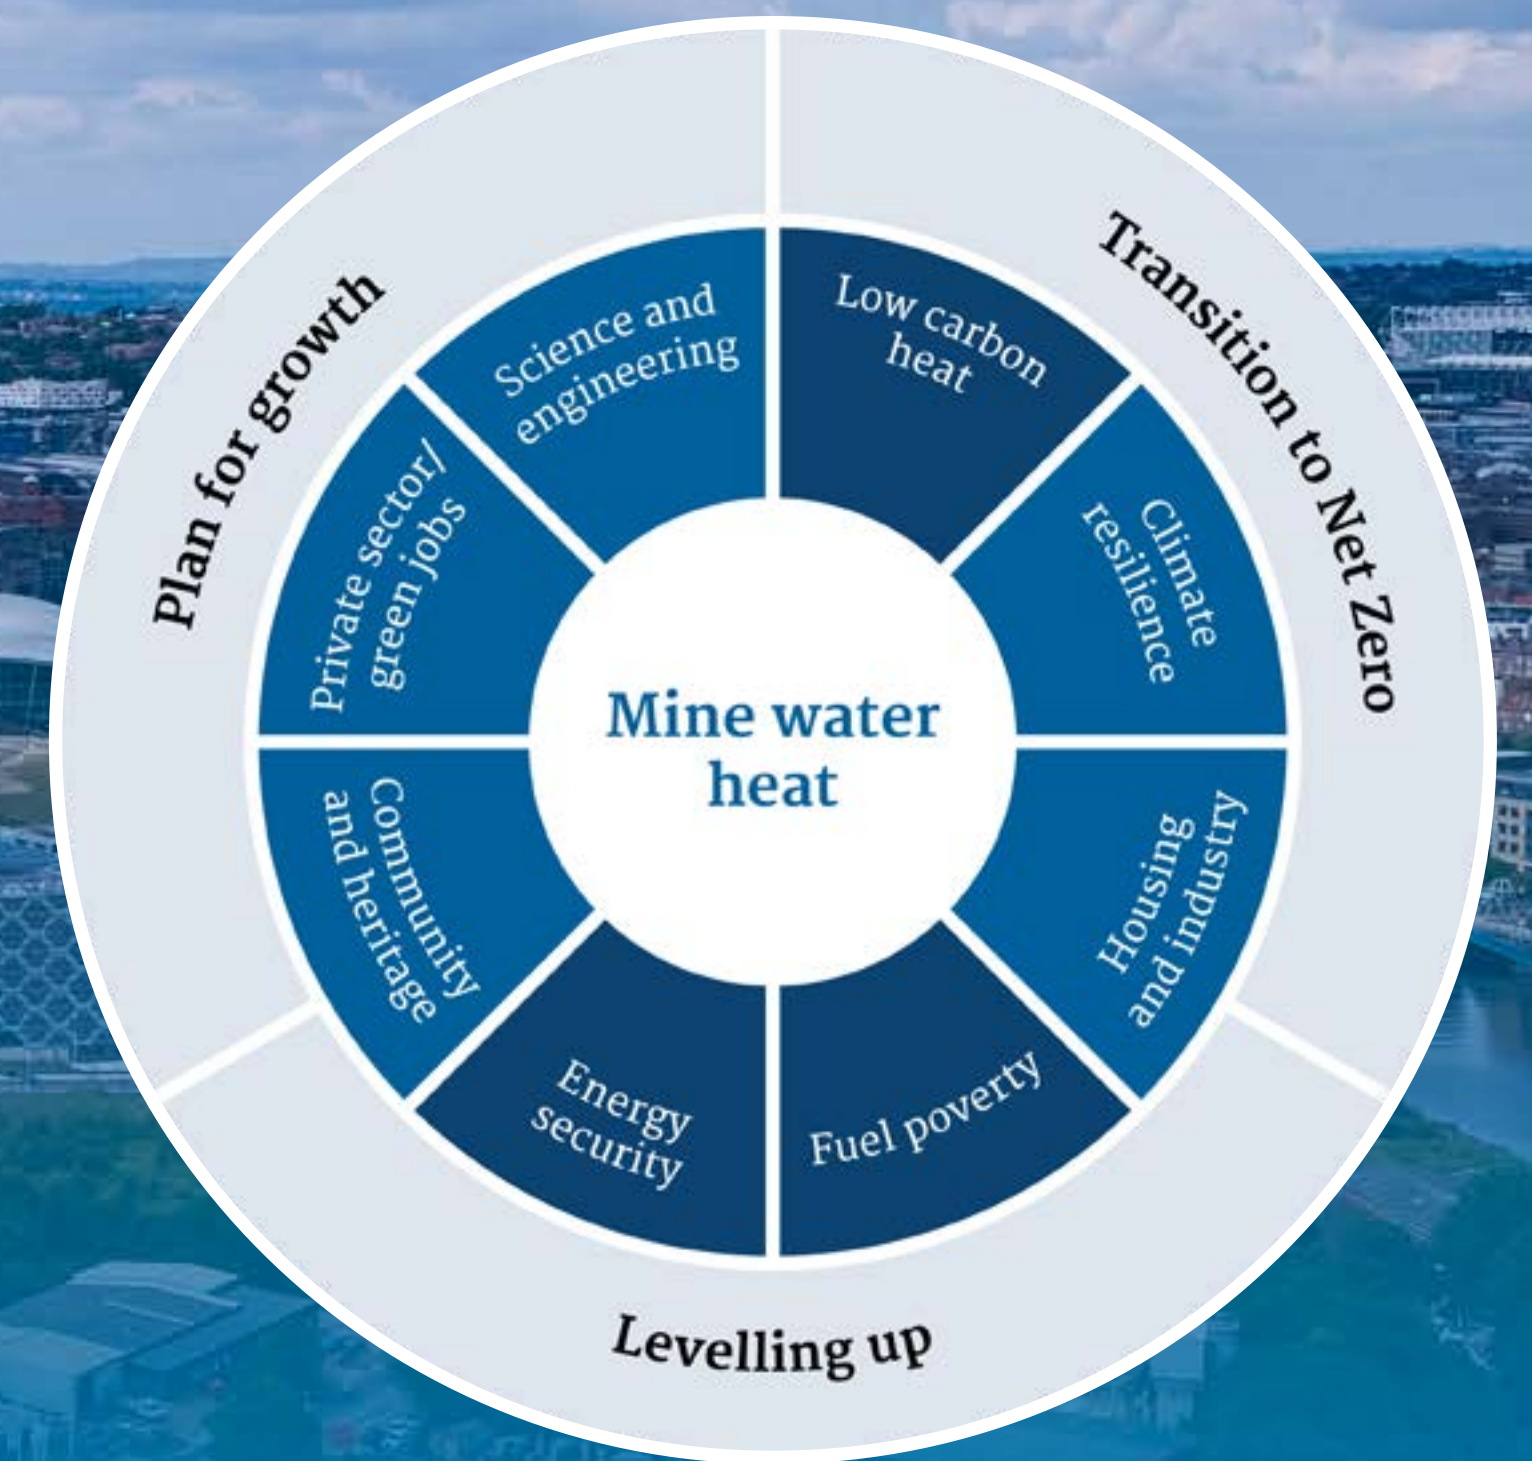 Plan for growth
Transition to Net Zero
Levelling up
Science and
engineering
Low carbon
heat
Climate
resilience
Housing
and industry
Fuel poverty
Energy
security
Community
and heritage
Private sector/
green jobs
Mine water
heat